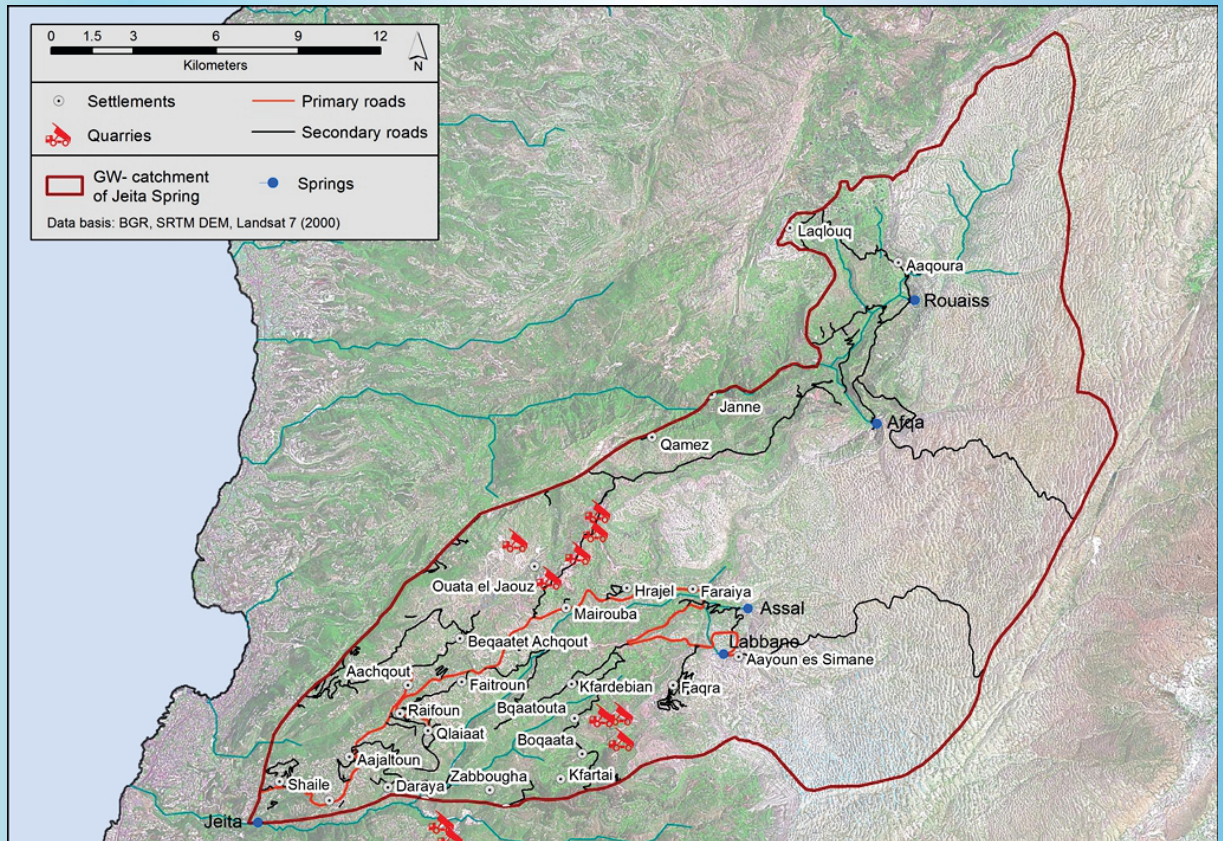 0 1.5 3 6 9 12
Kilometers
N
Settlements
Primary roads
Quarries
Secondary roads
GW- catchment
of Jeita Spring
Springs
Data basis: BGR, SRTM DEM, Landsat 7 (2000)
Laqlouq
Aaqoura
Rouaiss
Janne
Afqa
Qamez
Ouata el Jaouz
Hrajel
Faraiya
Mairouba
Assal
Beqaatet Achqout
Labbane
Aayoun es Simane
Aachqout
Faitroun
Kfardebian
Faqra
Raifoun
Bqaatouta
Qlaiaat
Boqaata
Aajaltoun
Shaile
Daraya
Zabbougha
Kfartai
Jeita